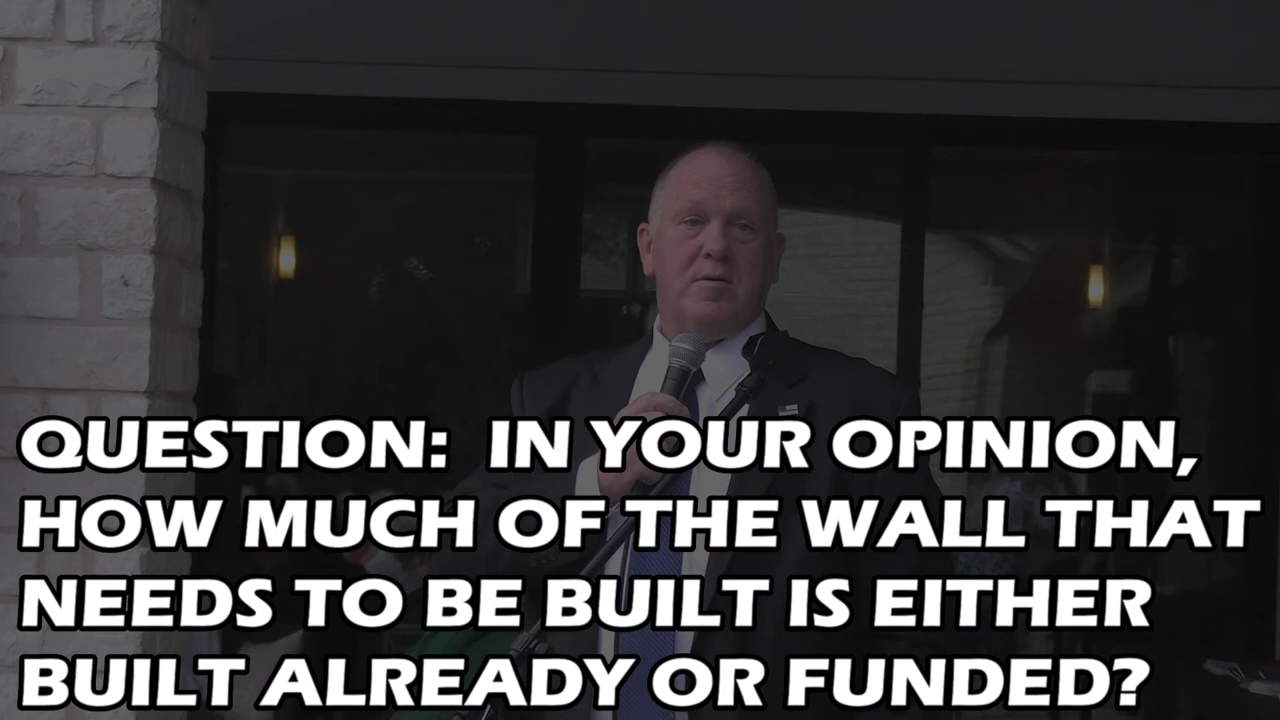 QUESTION:  IN YOUR OPINION,
HOW MUCH OF THE WALL THAT
NEEDS TO BE BUILT IS EITHER
BUILT ALREADY OR FUNDED?